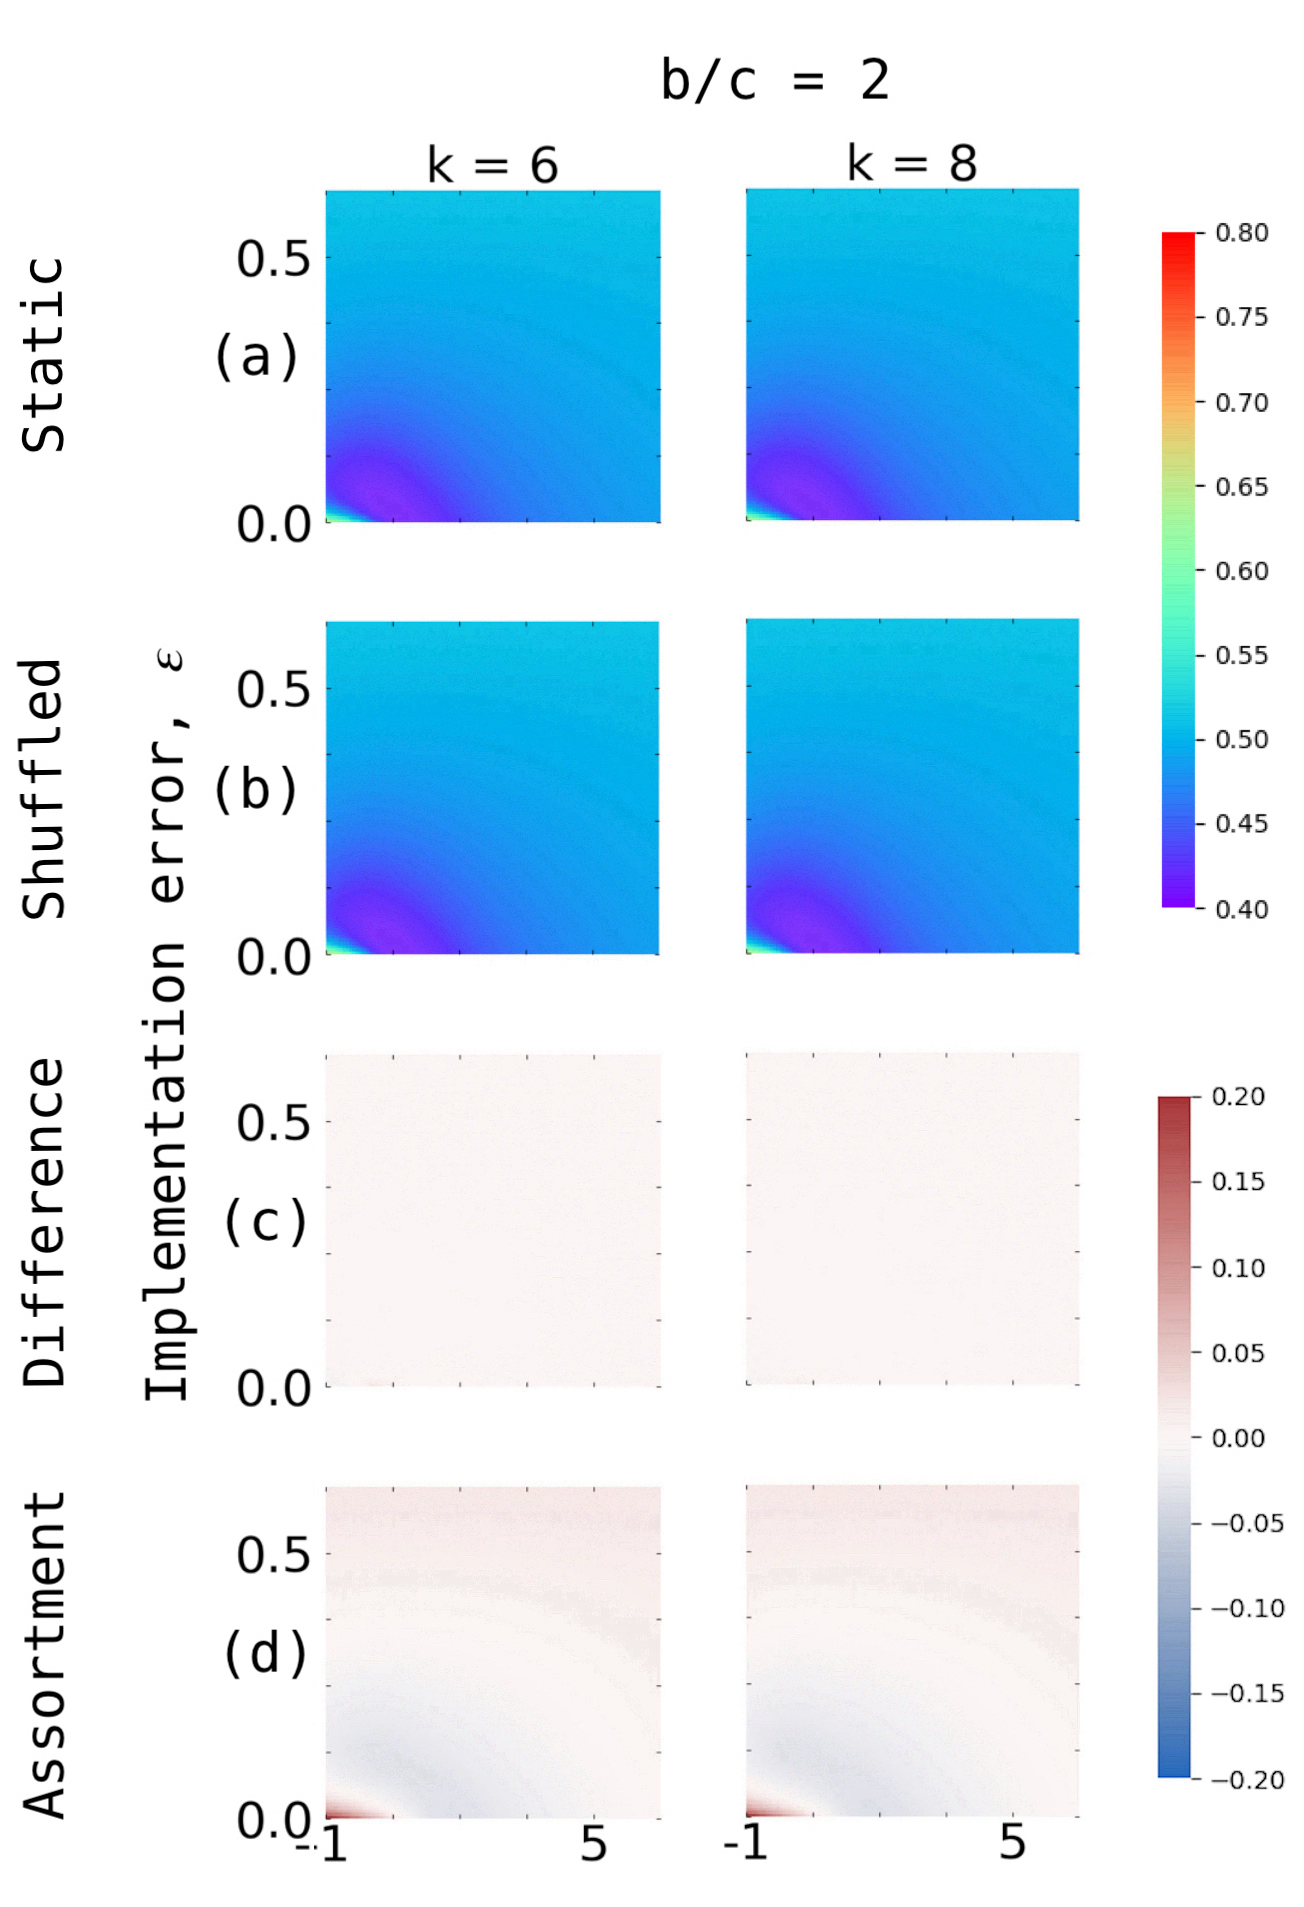 b/c = 2
k = 6
k = 8
Static
(a)
0.5
0.0
0.80
0.75
0.70
0.65
0.60
0.55
0.50
0.45
0.40
Implementation error, ε
Shuffled
(b)
0.5
0.0
Difference
(c)
0.5
0.0
0.20
0.15
0.10
0.05
0.00
−0.05
−0.10
−0.15
−0.20
Assortment
(d)
0.5
0.0
-1
5
-1
5